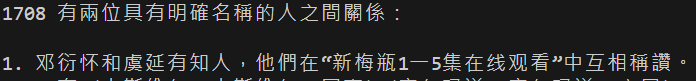 1708 有兩位具有明確名稱的人之間關係：
1. 邓衍怀和虞延有知人，他們在“新梅瓶1一5集在线观看”中互相稱讚。